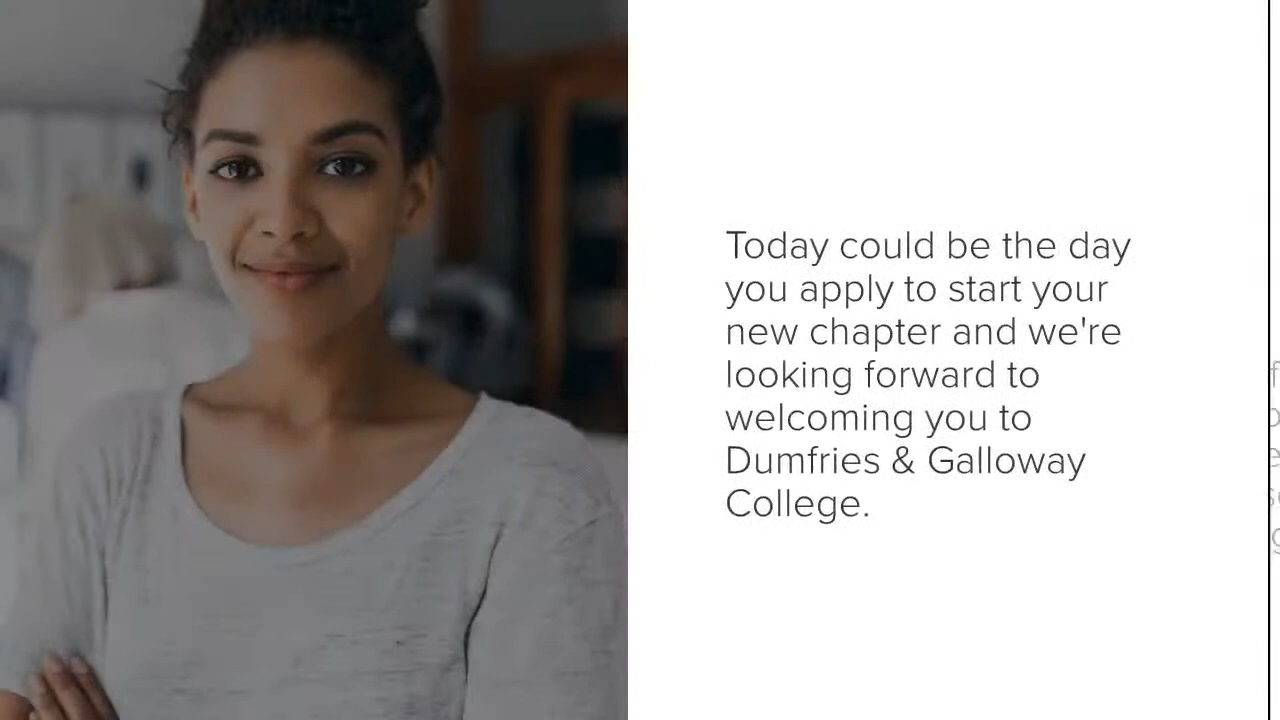 Today could be the day
you apply to start your
new chapter and we're
looking forward to
welcoming you to
Dumfries & Galloway
College.